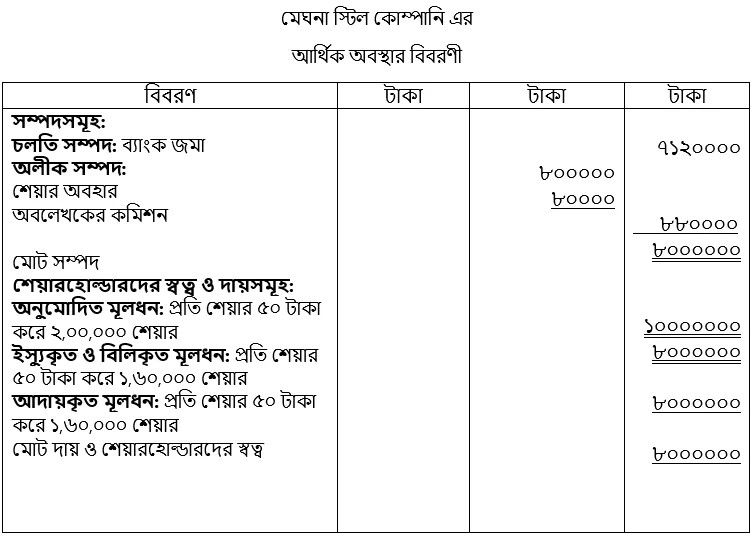 মেঘনা স্টিল কোম্পানি এর
আর্থিক অবস্থার বিবরণী
বিবরণ টাকা টাকা টাকা
সম্পদসমূহ:
চলতি সম্পদ: ব্যাংক জমা ৭১২০০০০
অলীক সম্পদ:
শেয়ার অবহার ৮০০০০০
অবলেখকের কমিশন ৮০০০০
৮৮০০০০
মোট সম্পদ ৮০০০০০০
শেয়ারহোল্ডারদের স্বত্ব ও দায়সমূহ:
অনুমোদিত মূলধন: প্রতি শেয়ার ৫০ টাকা
করে ২,০০,০০০ শেয়ার ১০০০০০০০
ইস্যুকৃত ও বিলিকৃত মূলধন: প্রতি শেয়ার ৮০০০০০০
৫০ টাকা করে ১,৬০,০০০ শেয়ার
আদায়কৃত মূলধন: প্রতি শেয়ার ৫০ টাকা ৮০০০০০০
করে ১,৬০,০০০ শেয়ার
মোট দায় ও শেয়ারহোল্ডারদের স্বত্ব ৮০০০০০০